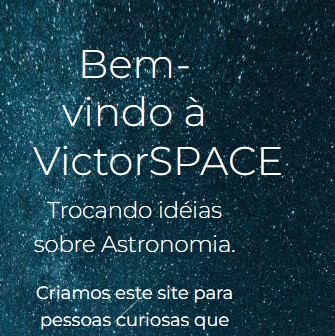 Bem-
vindo à
VictorSPACE
Trocando idéias
sobre Astronomia.
Criamos este site para
pessoas curiosas que